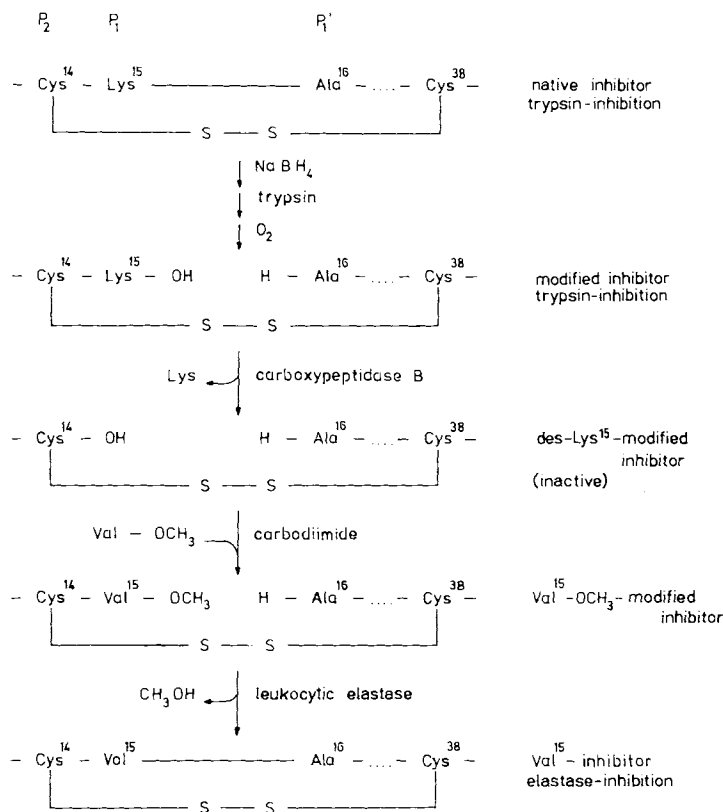 P₂ P₁ P₁'
– Cys¹⁴ – Lys¹⁵ Ala¹⁶ – .... – Cys³⁸ – native inhibitor
trypsin-inhibition
S — S
NaBH₄
trypsin
O₂
– Cys¹⁴ – Lys¹⁵ – OH H – Ala¹⁶ – .... – Cys³⁸ – modified inhibitor
trypsin-inhibition
S — S
Lys carboxypeptidase B
– Cys¹⁴ – OH H – Ala¹⁶ – .... – Cys³⁸ – des-Lys¹⁵-modified
inhibitor
(inactive)
S — S
Val – OCH₃ carbodiimide
– Cys¹⁴ – Val¹⁵ – OCH₃ H – Ala¹⁶ – .... – Cys³⁸ – Val¹⁵-OCH₃- modified
inhibitor
S — S
CH₃OH leukocytic elastase
– Cys¹⁴ – Val¹⁵ Ala¹⁶ – .... – Cys³⁸ – Val¹⁵- inhibitor
elastase-inhibition
S — S